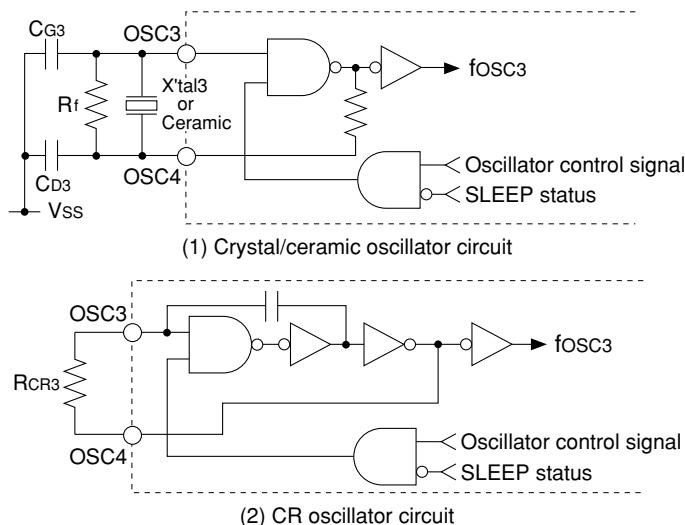 CG3
OSC3
fOSC3
Rf
X'tal3
or
Ceramic
CD3
OSC4
VSS
Oscillator control signal
SLEEP status
(1) Crystal/ceramic oscillator circuit
OSC3
fOSC3
RCR3
OSC4
Oscillator control signal
SLEEP status
(2) CR oscillator circuit